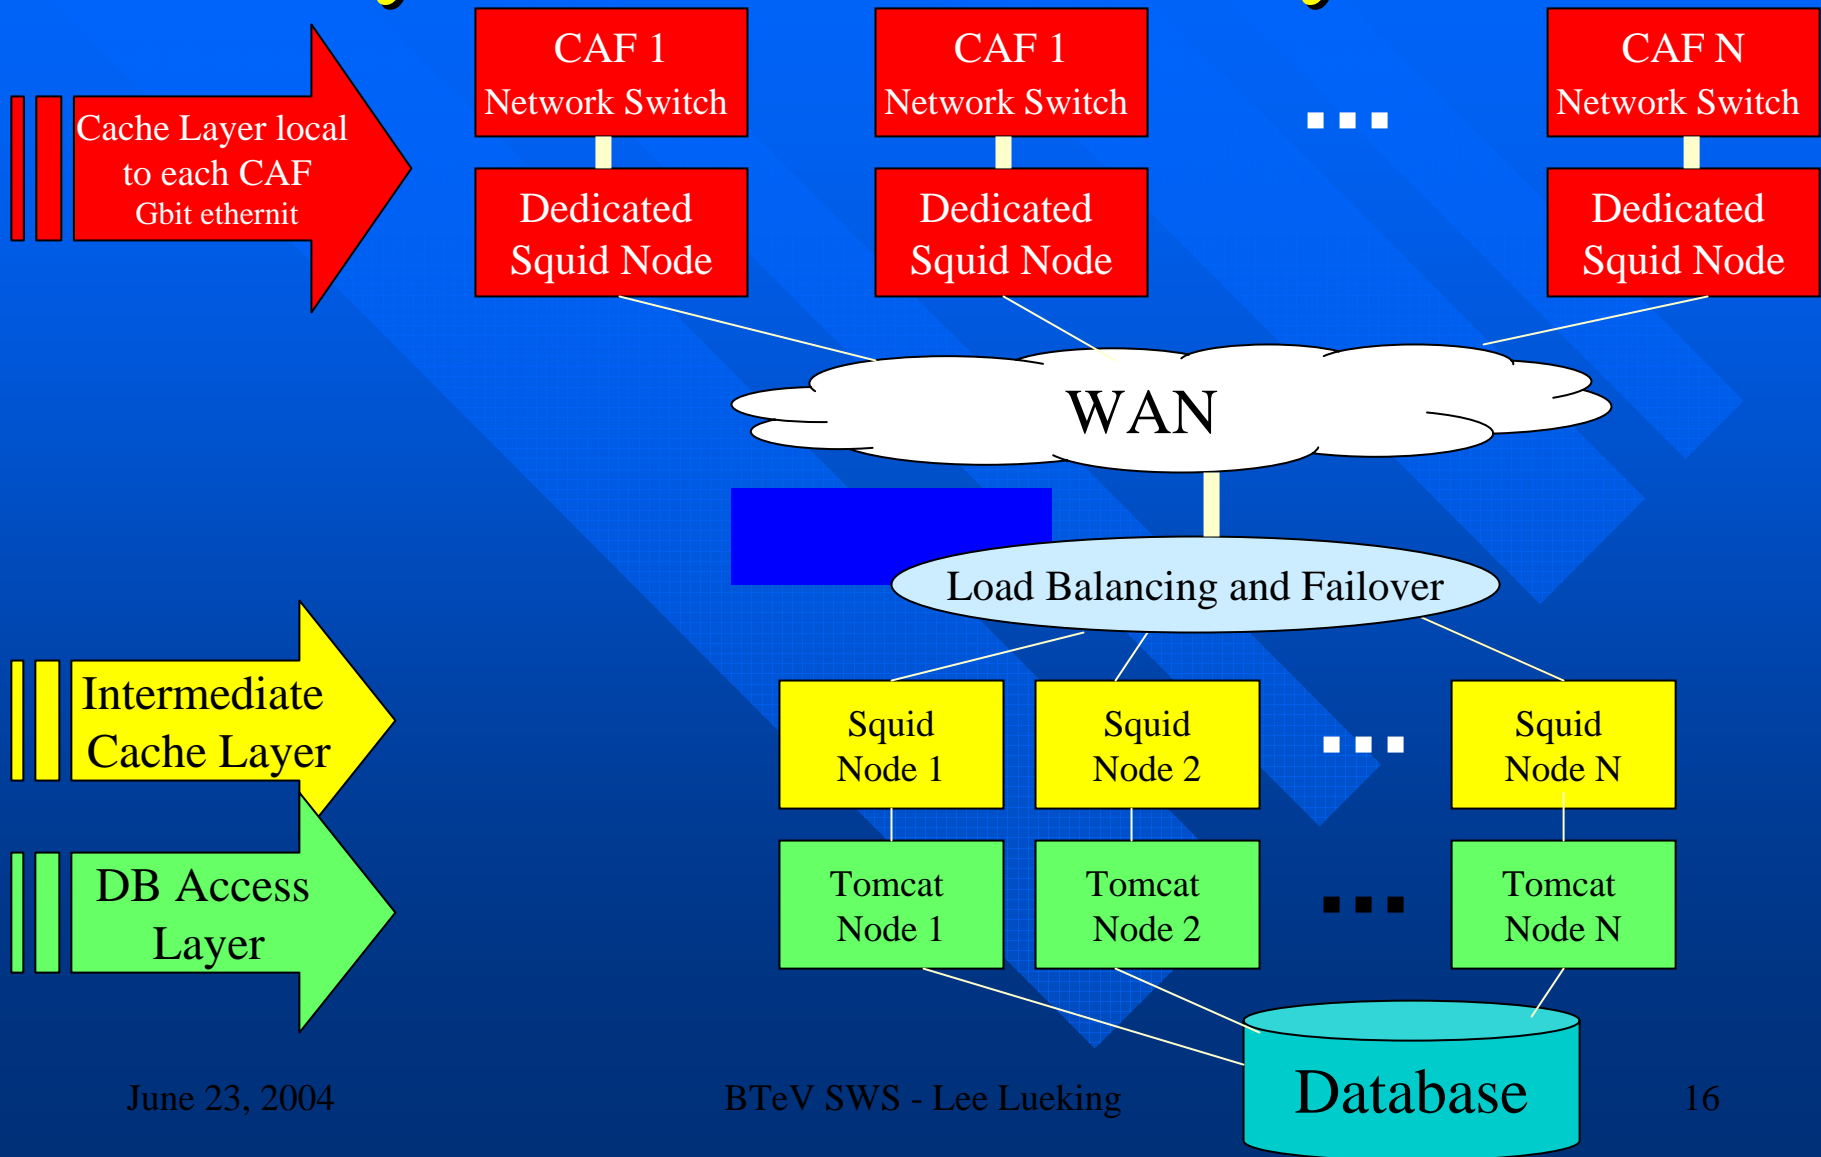 CAF 1
Network Switch
CAF 1
Network Switch
CAF N
Network Switch
Cache Layer local
to each CAF
Gbit ethernit
Dedicated
Squid Node
Dedicated
Squid Node
Dedicated
Squid Node
WAN
Load Balancing and Failover
Intermediate
Cache Layer
Squid
Node 1
Squid
Node 2
Squid
Node N
DB Access
Layer
Tomcat
Node 1
Tomcat
Node 2
Tomcat
Node N
Database
June 23, 2004
BTeV SWS - Lee Lueking
16